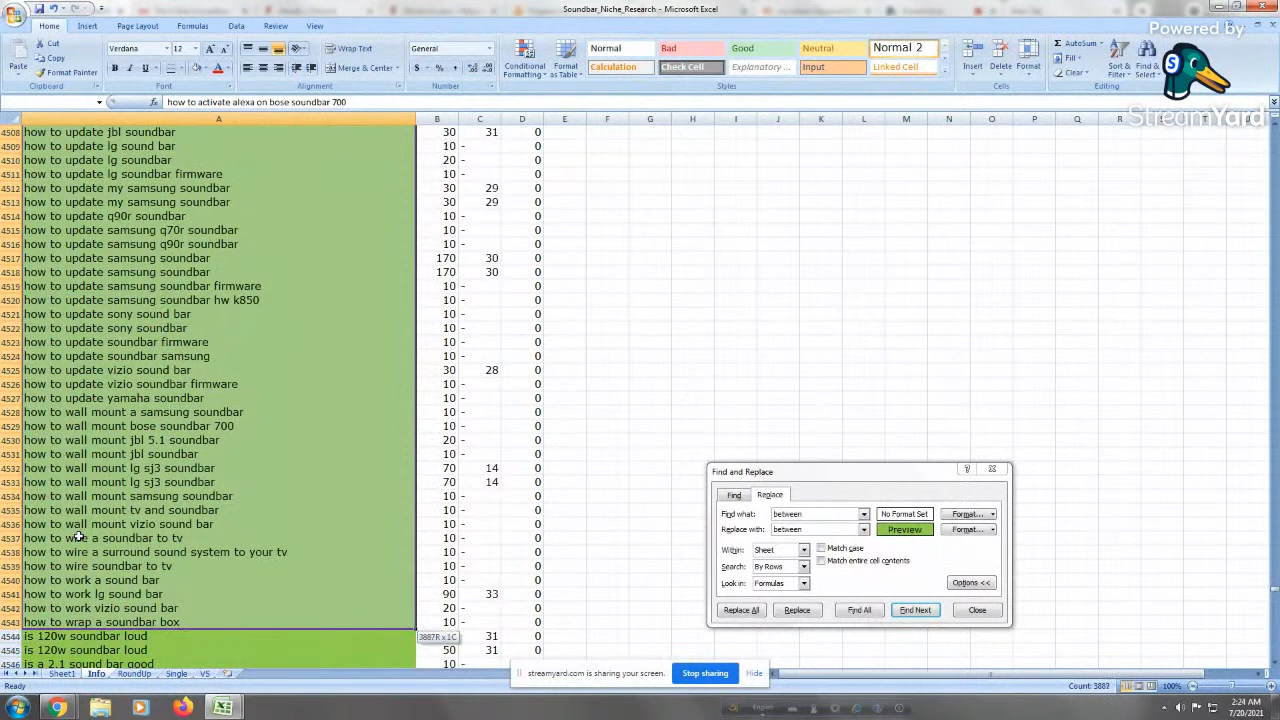 Soundbar_Niche_Research - Microsoft Excel
Home Insert Page Layout Formulas Data Review View
Powered by
StreamYard
Paste
Cut
Copy
Format Painter
Clipboard
Verdana 12
B I U
Font
Wrap Text
Merge & Center
Alignment
General
Number
Conditional Formatting
Format as Table
Normal Bad Good Neutral Normal 2
Calculation Check Cell Explanatory ... Input Linked Cell
Styles
Insert Delete Format
Cells
AutoSum
Fill
Clear
Sort & Filter
Find & Select
Editing
how to activate alexa on bose soundbar 700
A B E F G H I J K L M N O P Q
4508 how to update jbl soundbar 30 31 0
4509 how to update lg sound bar 10 - 0
4510 how to update lg soundbar 20 - 0
4511 how to update lg soundbar firmware 10 - 0
4512 how to update my samsung soundbar 30 29 0
4513 how to update my samsung soundbar 30 29 0
4514 how to update q90r soundbar 10 - 0
4515 how to update samsung q70r soundbar 10 - 0
4516 how to update samsung q90r soundbar 10 - 0
4517 how to update samsung soundbar 170 30 0
4518 how to update samsung soundbar 170 30 0
4519 how to update samsung soundbar firmware 10 - 0
4520 how to update samsung soundbar hw k850 10 - 0
4521 how to update sony sound bar 10 - 0
4522 how to update sony soundbar 10 - 0
4523 how to update soundbar firmware 10 - 0
4524 how to update soundbar samsung 10 - 0
4525 how to update vizio sound bar 30 28 0
4526 how to update vizio soundbar firmware 10 - 0
4527 how to update yamaha soundbar 10 - 0
4528 how to wall mount a samsung soundbar 10 - 0
4529 how to wall mount bose soundbar 700 10 - 0
4530 how to wall mount jbl 5.1 soundbar 20 - 0
4531 how to wall mount jbl soundbar 10 - 0
4532 how to wall mount lg sj3 soundbar 70 14 0
4533 how to wall mount lg sj3 soundbar 70 14 0
4534 how to wall mount samsung soundbar 10 - 0
4535 how to wall mount tv and soundbar 10 - 0
4536 how to wall mount vizio sound bar 10 - 0
4537 how to wire a soundbar to tv 10 - 0
4538 how to wire a surround sound system to your tv 10 - 0
4539 how to wire soundbar to tv 10 - 0
4540 how to work a sound bar 10 - 0
4541 how to work lg sound bar 90 33 0
4542 how to work vizio sound bar 20 - 0
4543 how to wrap a soundbar box 10 - 0
4544 is 120w soundbar loud 31 0
4545 is 120w soundbar loud 50 31 0
4546 is a 2.1 sound bar good 10 - 0
3887R x 1C
Find and Replace
Find Replace
Find what: between No Format Set Format...
Replace with: between Preview Format...
Within: Sheet Match case
Search: By Rows Match entire cell contents
Look in: Formulas Options <<
Replace All Replace Find All Find Next Close
streamyard.com is sharing your screen. Stop sharing Hide
Sheet1 Info RoundUp Single VS
Ready Count: 3887 100%
English
2:24 AM
7/20/2021